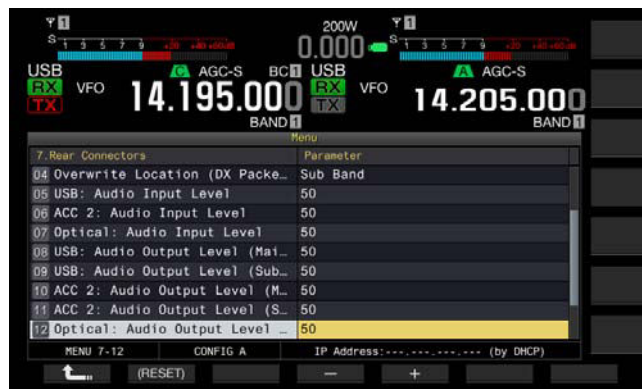 1 200W 1
S 1 3 5 7 9 +20 +40 +60dB 0.000 S 1 3 5 7 9 +20 +40 +60dB
USB C AGC-S BC1 USB A AGC-S
RX VFO 14.195.000 RX VFO 14.205.000
TX TX
BAND 1 BAND 1
Menu
7.Rear Connectors Parameter
04 Overwrite Location (DX Packe… Sub Band
05 USB: Audio Input Level 50
06 ACC 2: Audio Input Level 50
07 Optical: Audio Input Level 50
08 USB: Audio Output Level (Mai… 50
09 USB: Audio Output Level (Sub… 50
10 ACC 2: Audio Output Level (M… 50
11 ACC 2: Audio Output Level (S… 50
12 Optical: Audio Output Level … 50
MENU 7-12 CONFIG A IP Address:---.---.---.--- (by DHCP)
(RESET) − +